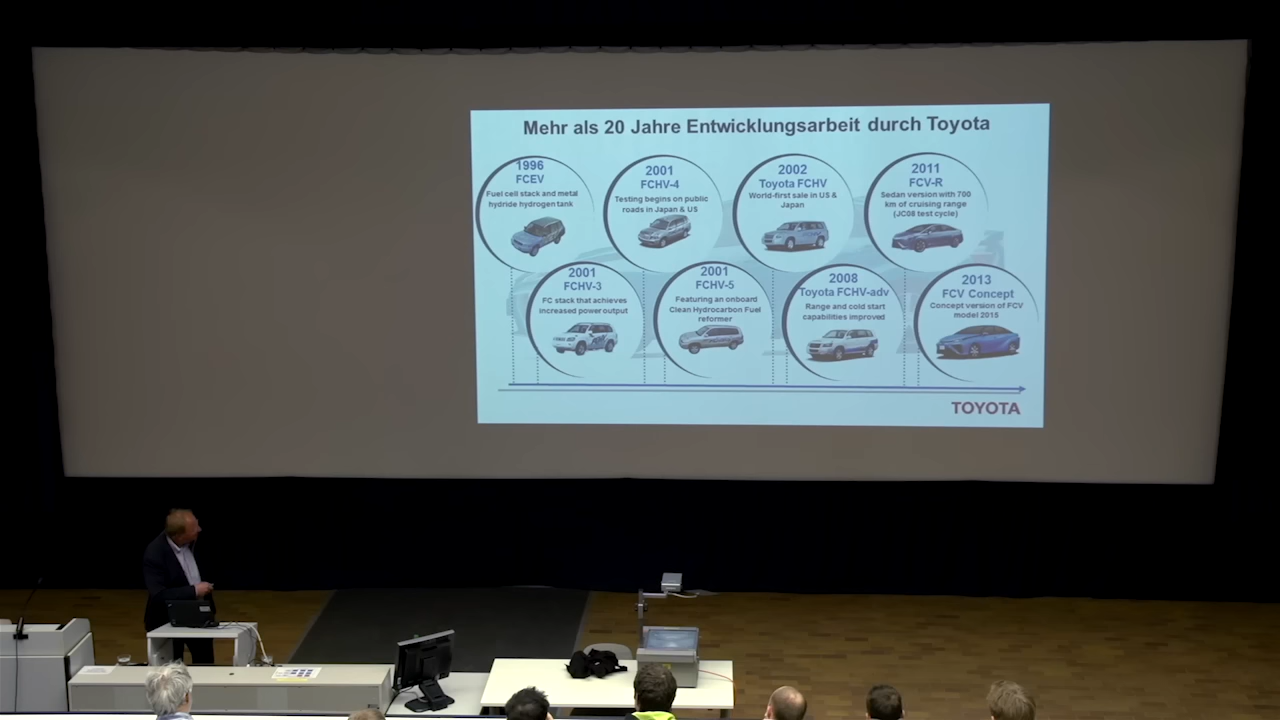 Mehr als 20 Jahre Entwicklungsarbeit durch Toyota
1996
FCEV
Fuel cell stack and metal
hydride hydrogen tank
2001
FCHV-4
Testing begins on public
roads in Japan & US
2002
Toyota FCHV
World-first sale in US &
Japan
2011
FCV-R
Sedan version with 700
km of cruising range
(JC08 test cycle)
2001
FCHV-3
FC stack that achieves
increased power output
2001
FCHV-5
Featuring an onboard
Clean Hydrocarbon Fuel
reformer
2008
Toyota FCHV-adv
Range and cold start
capabilities improved
2013
FCV Concept
Concept version of FCV
model 2015
TOYOTA